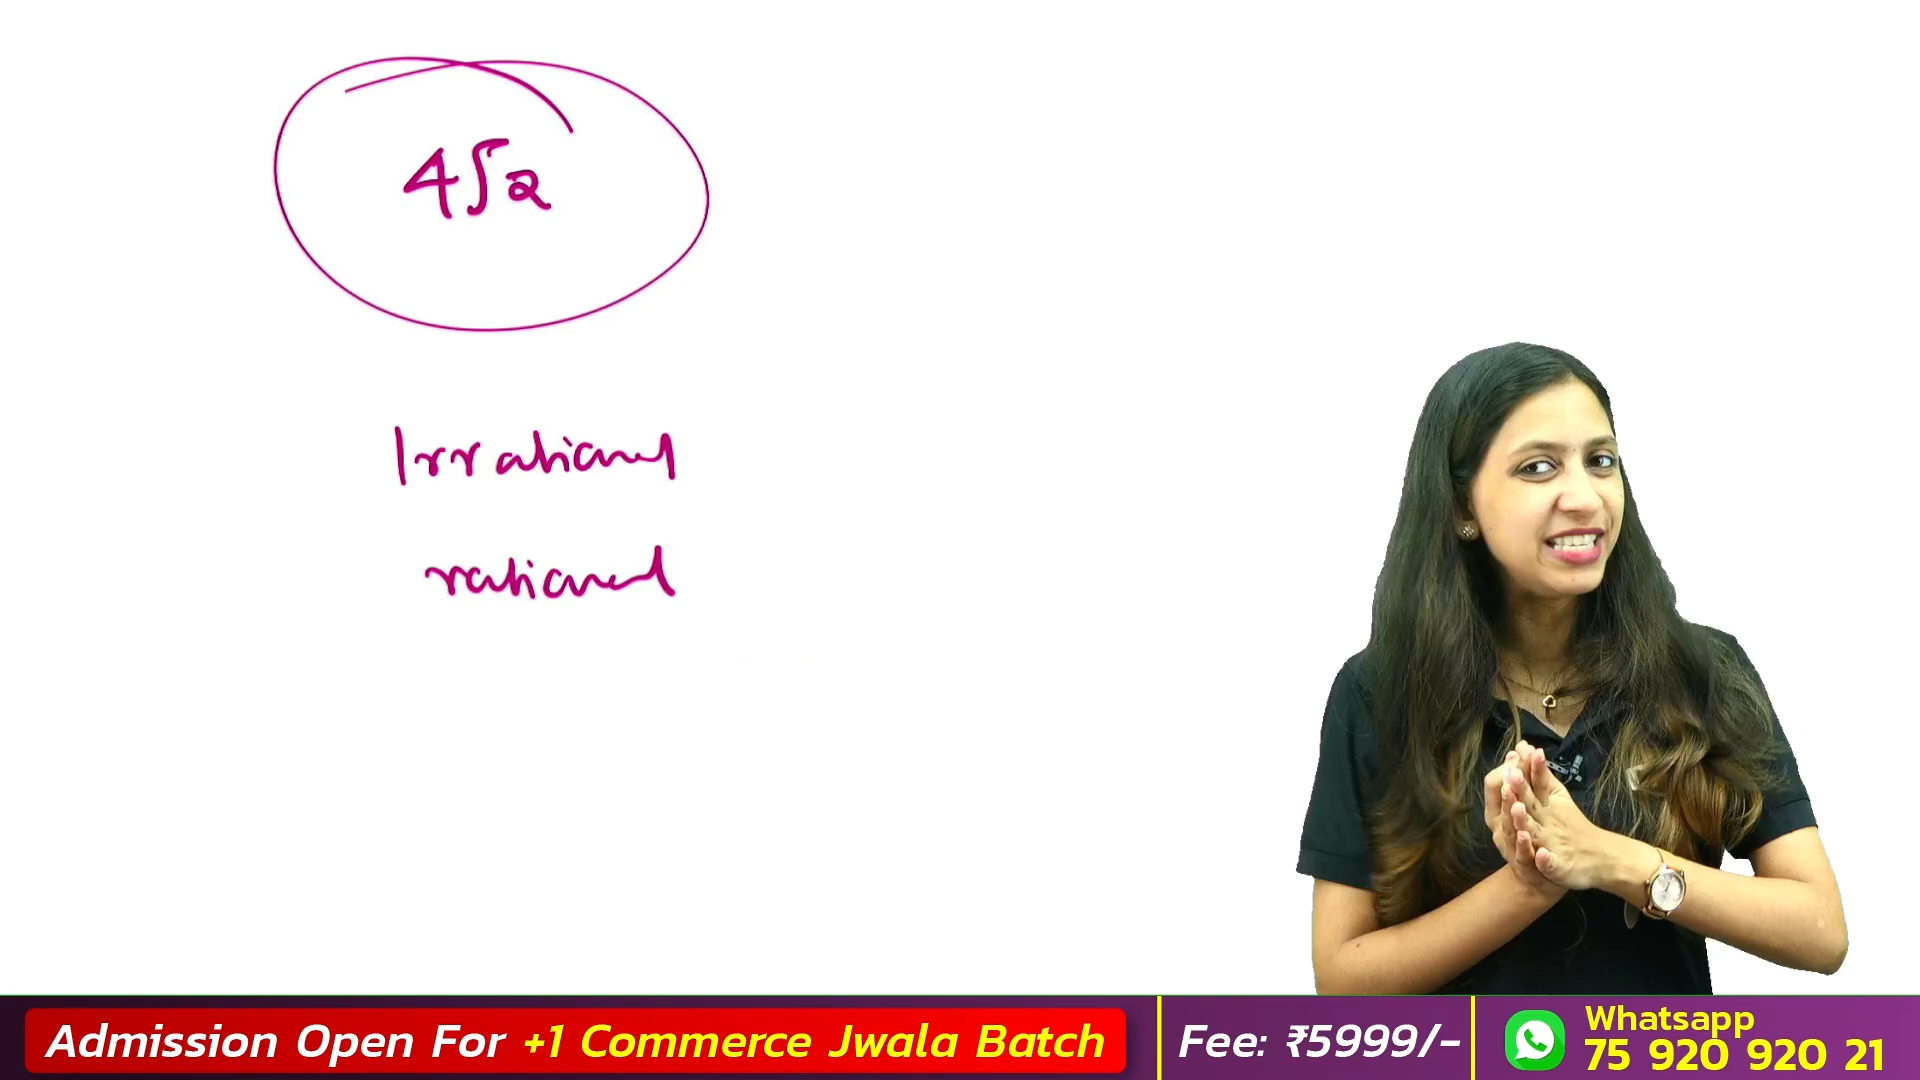 4√2
Irrational
rational
Admission Open For +1 Commerce Jwala Batch
Fee: ₹5999/-
Whatsapp
75 920 920 21